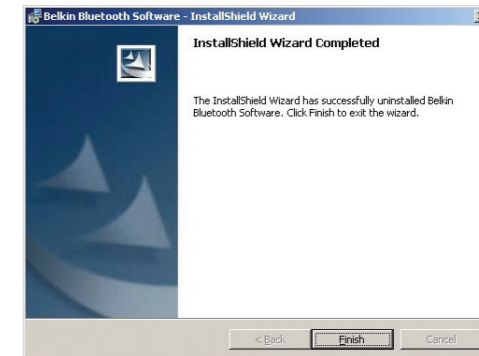 Belkin Bluetooth Software - InstallShield Wizard
InstallShield Wizard Completed
The InstallShield Wizard has successfully uninstalled Belkin
Bluetooth Software. Click Finish to exit the wizard.
< Back
Finish
Cancel